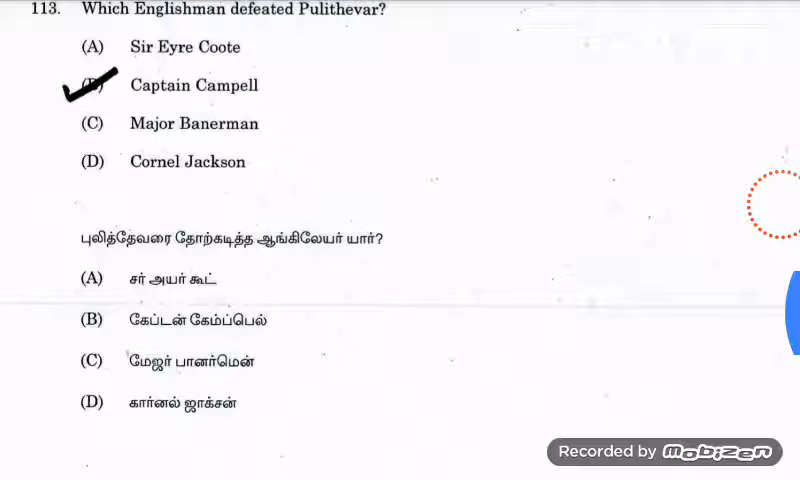 113. Which Englishman defeated Pulithevar?
(A) Sir Eyre Coote
(B) Captain Campell
(C) Major Banerman
(D) Cornel Jackson
புலித்தேவரை தோற்கடித்த ஆங்கிலேயர் யார்?
(A) சர் அயர் கூட்
(B) கேப்டன் கேம்ப்பெல்
(C) மேஜர் பானர்மென்
(D) கார்னல் ஜாக்சன்
Recorded by Mobizen